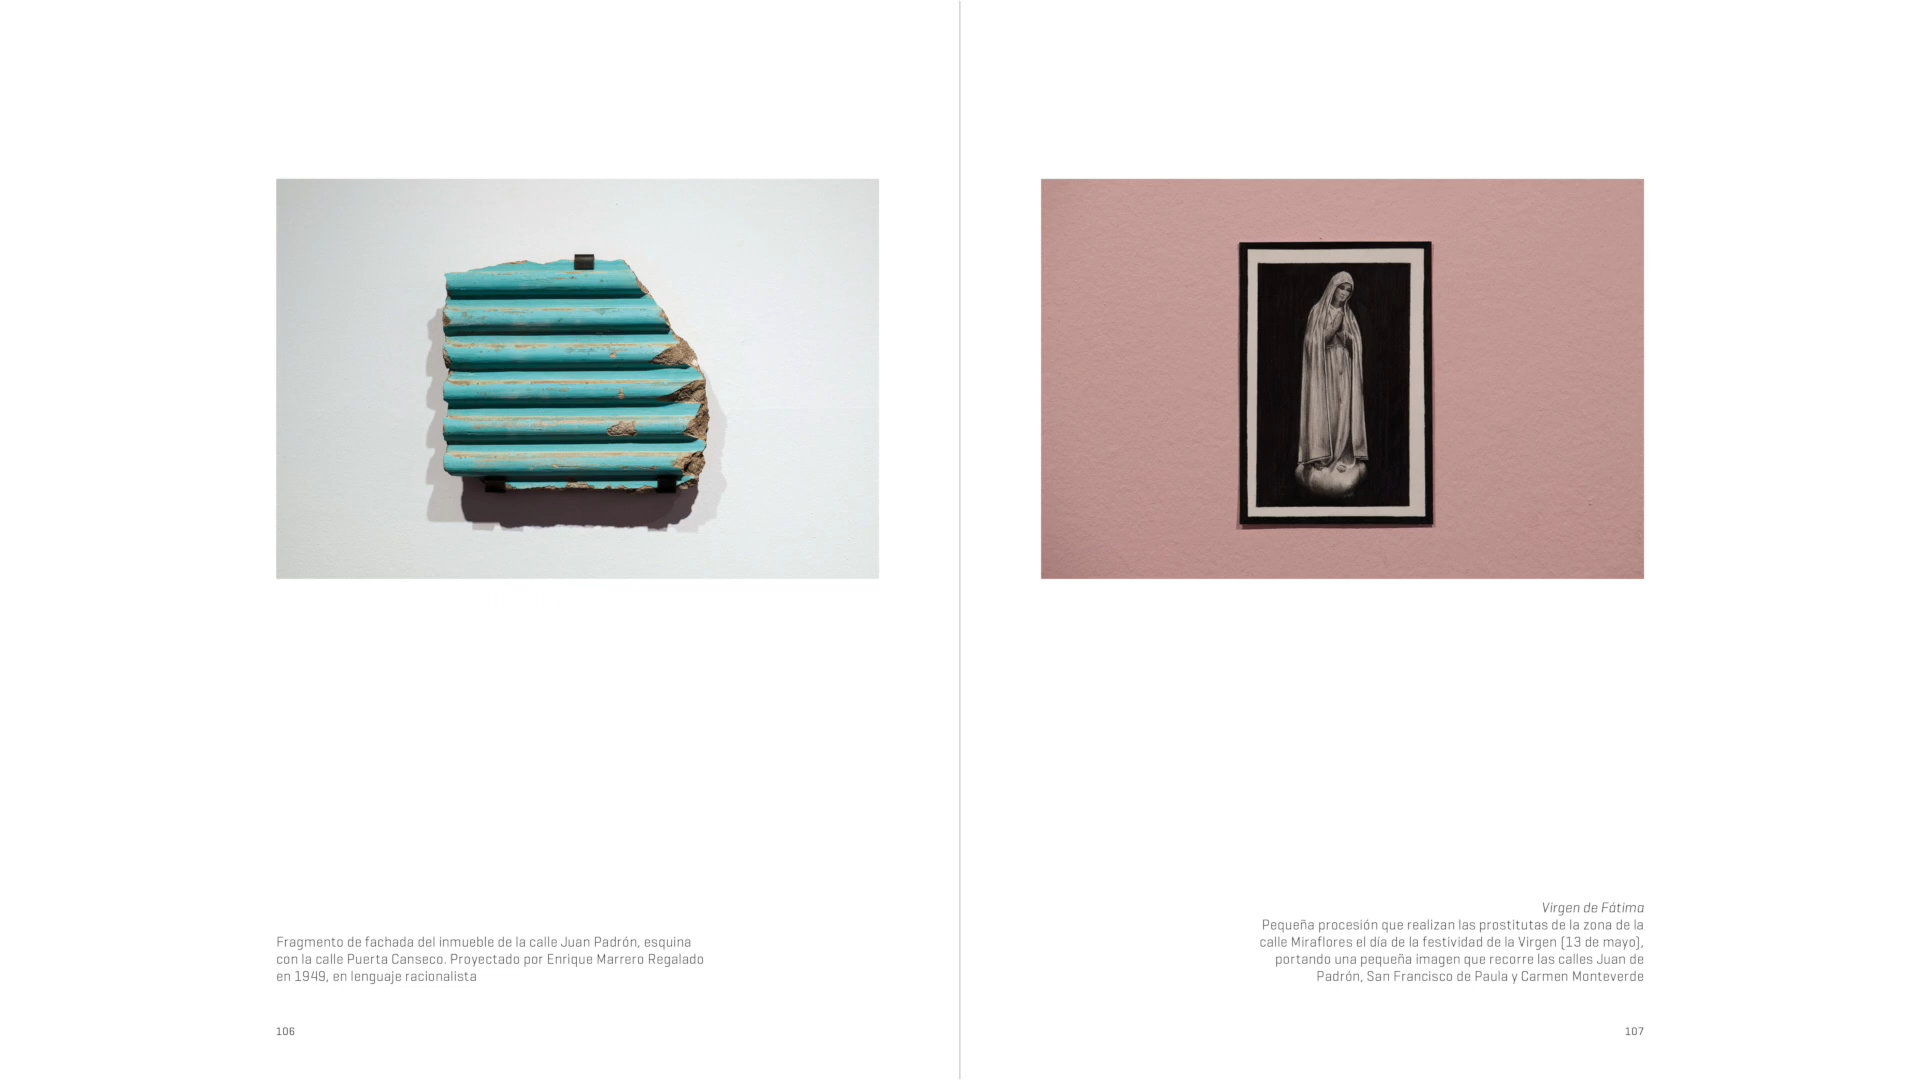 Fragmento de fachada del inmueble de la calle Juan Padrón, esquina
con la calle Puerta Canseco. Proyectado por Enrique Marrero Regalado
en 1949, en lenguaje racionalista
106
Virgen de Fátima
Pequeña procesión que realizan las prostitutas de la zona de la
calle Miraflores el día de la festividad de la Virgen (13 de mayo),
portando una pequeña imagen que recorre las calles Juan de
Padrón, San Francisco de Paula y Carmen Monteverde
107